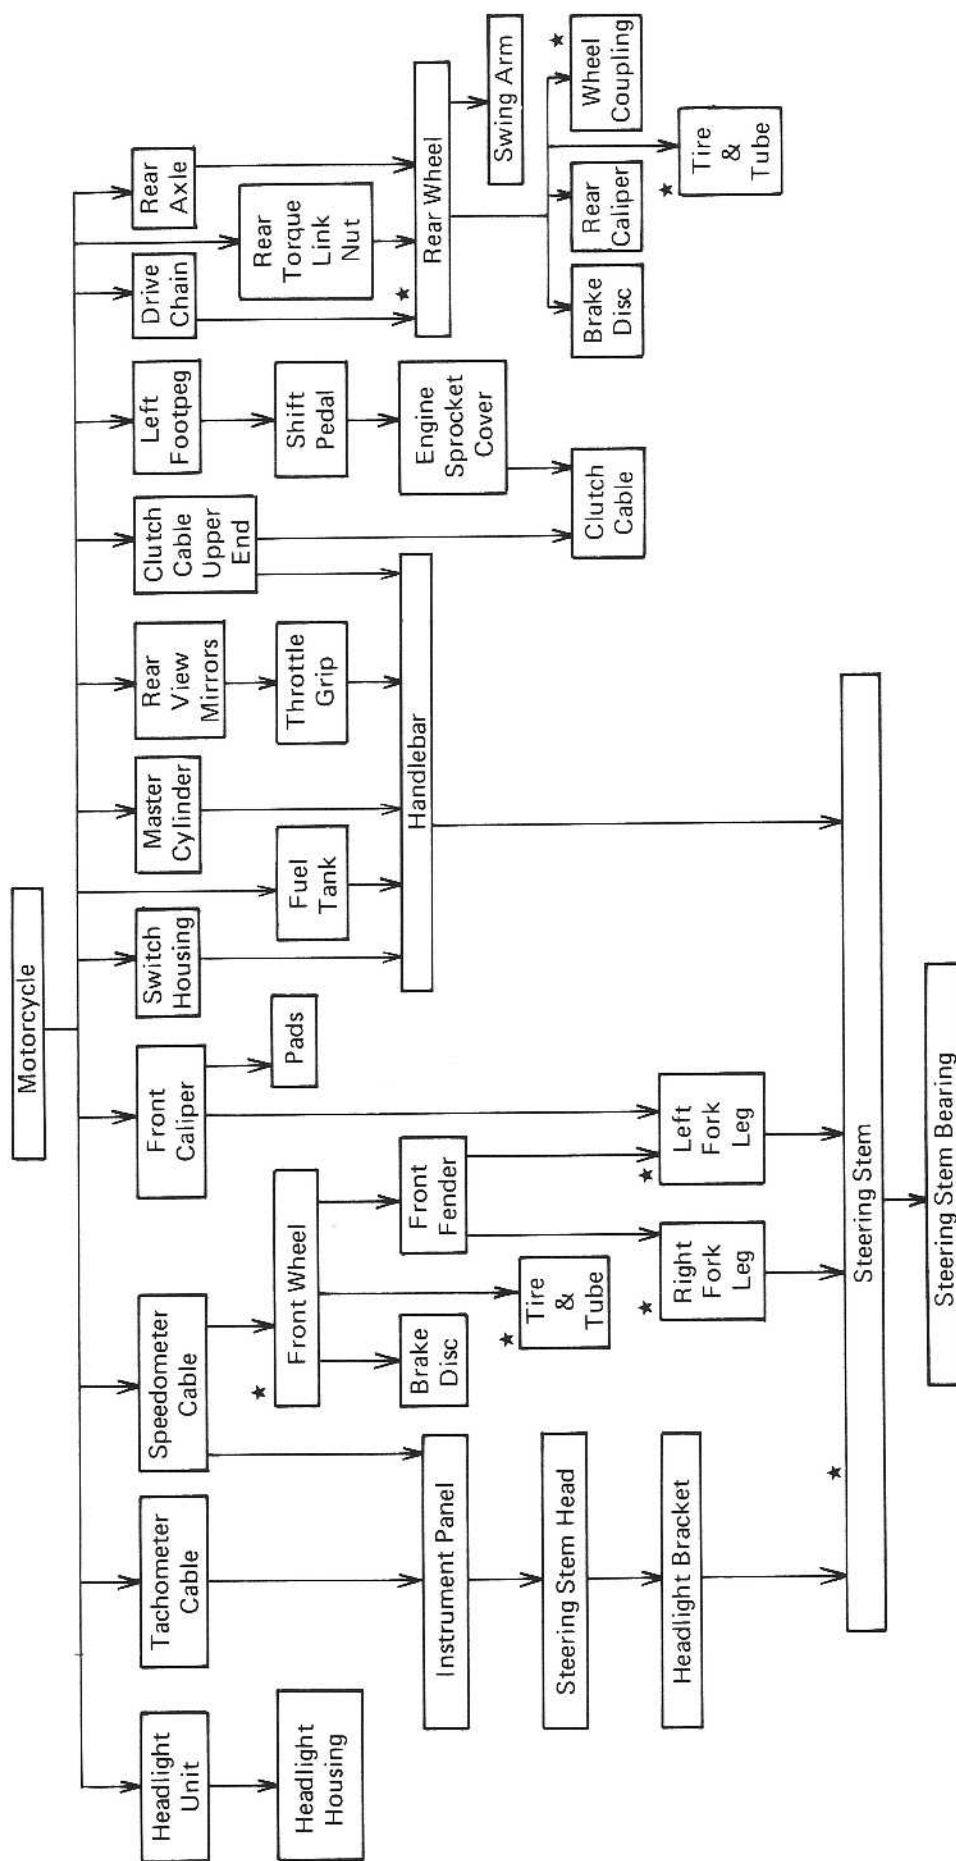 Motorcycle
Headlight
Unit
Tachometer
Cable
Speedometer
Cable
Front
Caliper
Switch
Housing
Master
Cylinder
Rear
View
Mirrors
Clutch
Cable
Upper
End
Left
Footpeg
Drive
Chain
Rear
Axle
Headlight
Housing
Front Wheel
Pads
Fuel
Tank
Throttle
Grip
Shift
Pedal
Rear
Torque
Link
Nut
Instrument Panel
Brake
Disc
Front
Fender
Handlebar
Engine
Sprocket
Cover
Rear Wheel
Steering Stem Head
Tire
&
Tube
Swing Arm
Headlight Bracket
Right
Fork
Leg
Left
Fork
Leg
Clutch
Cable
Brake
Disc
Rear
Caliper
Wheel
Coupling
Tire
&
Tube
Steering Stem
Steering Stem Bearing